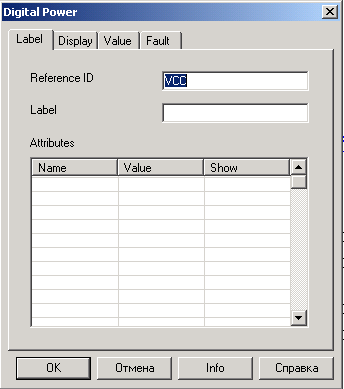 Digital Power
Label Display Value Fault
Reference ID VCC
Label
Attributes
Name Value Show
OK Отмена Info Справка